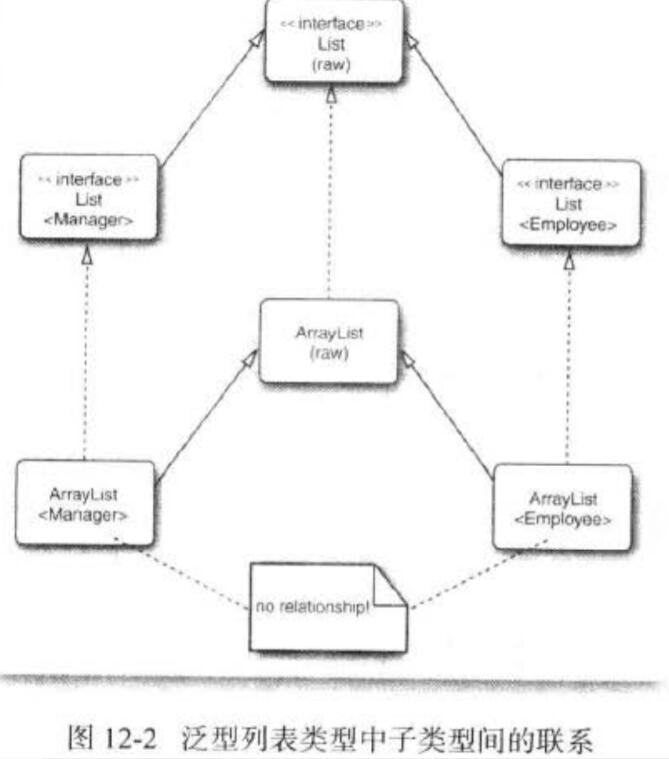 << interface >>
List
(raw)
<< interface >>
List
<Manager>
<< interface >>
List
<Employee>
ArrayList
(raw)
ArrayList
<Manager>
ArrayList
<Employee>
no relationship!
图 12-2 泛型列表类型中子类型间的联系